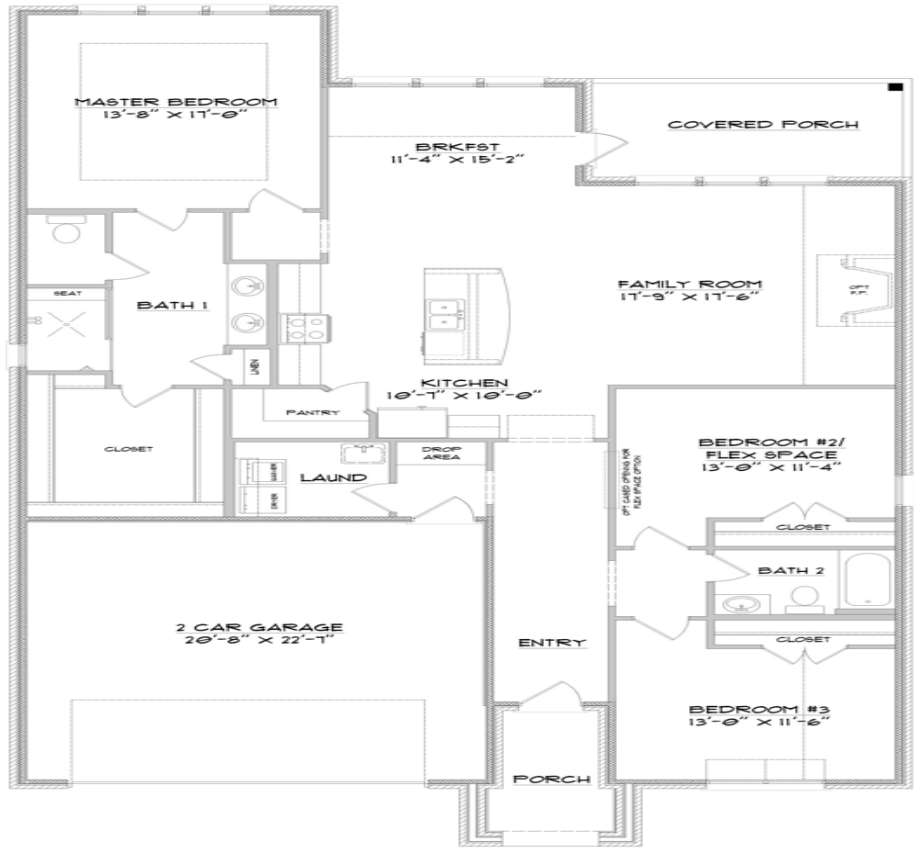 MASTER BEDROOM
13'-8" X 17'-0"
COVERED PORCH
BRKFST
11'-4" X 15'-2"
FAMILY ROOM
17'-9" X 17'-6"
OPT
F.P.
SEAT
BATH 1
LINEN
KITCHEN
10'-7" X 10'-0"
PANTRY
CLOSET
DROP
AREA
LAUND
WASHER
DRYER
BEDROOM #2/
FLEX SPACE
13'-0" X 11'-4"
OPT CASED OPENING FOR
FLEX SPACE OPTION
CLOSET
BATH 2
2 CAR GARAGE
20'-8" X 22'-7"
ENTRY
CLOSET
BEDROOM #3
13'-0" X 11'-6"
PORCH